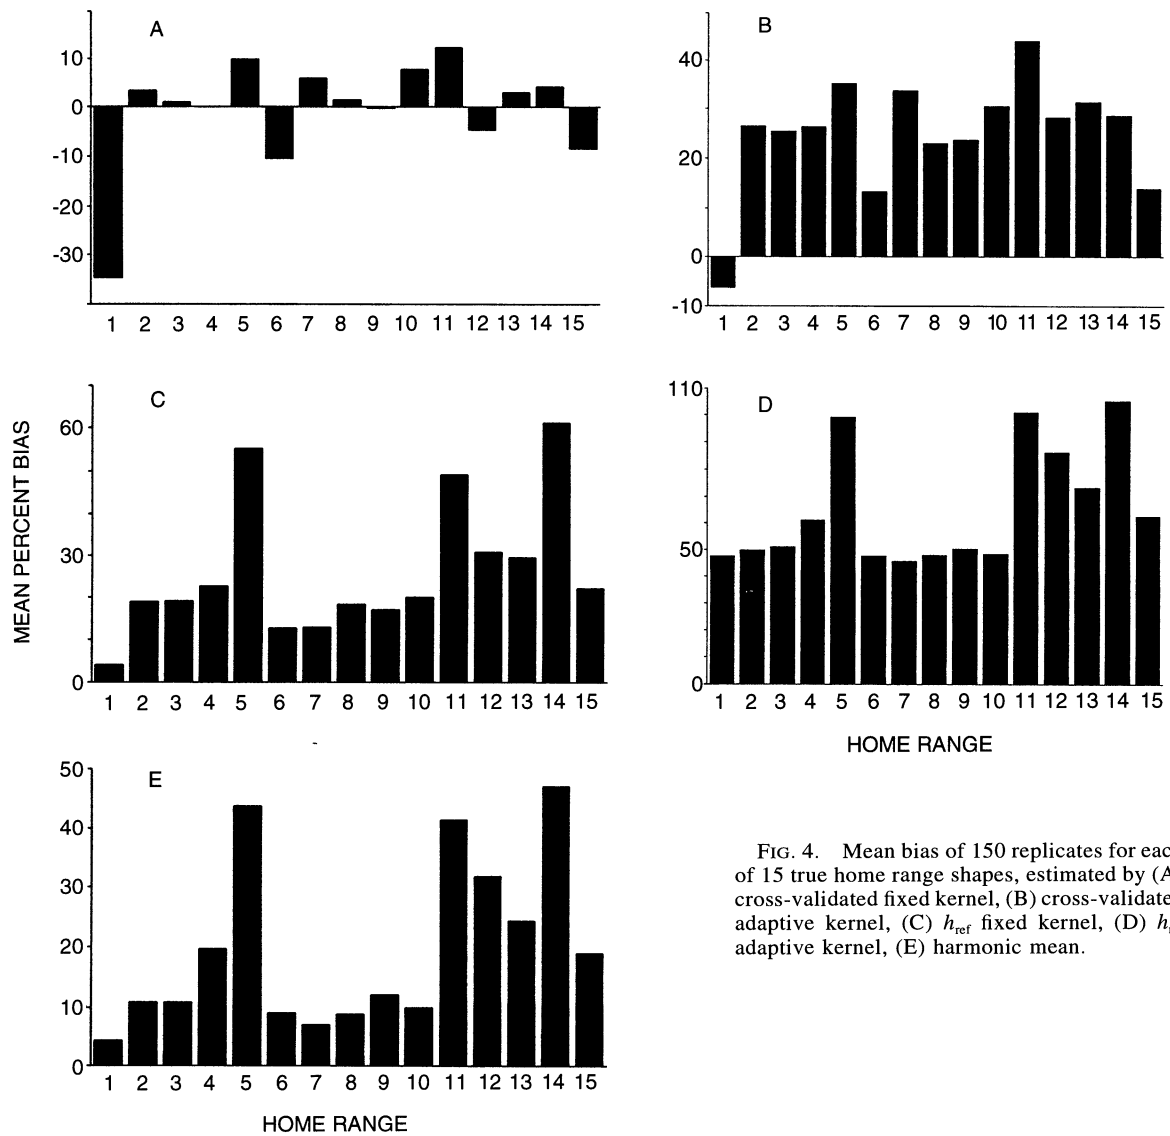 A
10
0
-10
-20
-30
1 2 3 4 5 6 7 8 9 10 11 12 13 14 15
B
40
20
0
-10
1 2 3 4 5 6 7 8 9 10 11 12 13 14 15
MEAN PERCENT BIAS
C
60
30
0
1 2 3 4 5 6 7 8 9 10 11 12 13 14 15
D
110
50
0
1 2 3 4 5 6 7 8 9 10 11 12 13 14 15
HOME RANGE
E
50
40
30
20
10
0
1 2 3 4 5 6 7 8 9 10 11 12 13 14 15
HOME RANGE
FIG. 4. Mean bias of 150 replicates for each
of 15 true home range shapes, estimated by (A
cross-validated fixed kernel, (B) cross-validate
adaptive kernel, (C) href fixed kernel, (D) h
adaptive kernel, (E) harmonic mean.